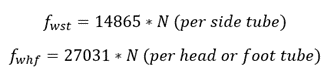 f_wst = 14865 * N (per side tube)
f_whf = 27031 * N (per head or foot tube)